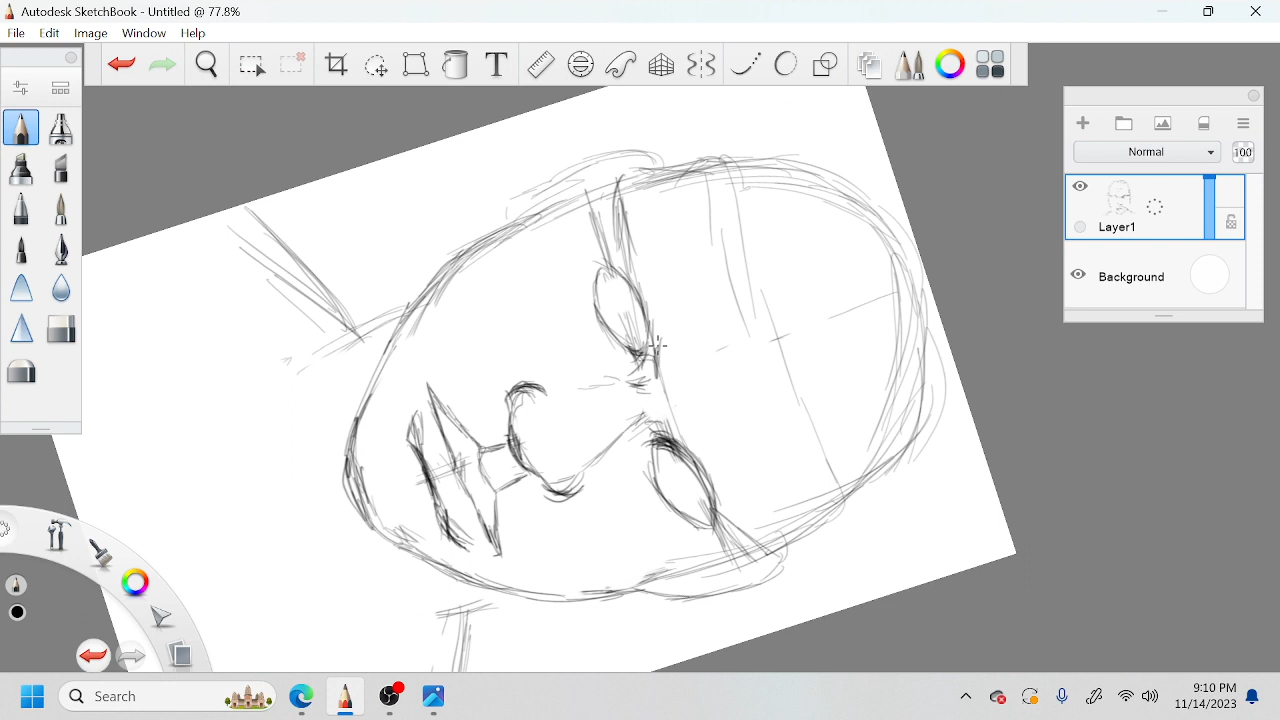 Autodesk SketchBook - Untitled @ 77.8%
File Edit Image Window Help
T
Normal
100
Layer1
Background
Search
9:10 PM
11/14/2023